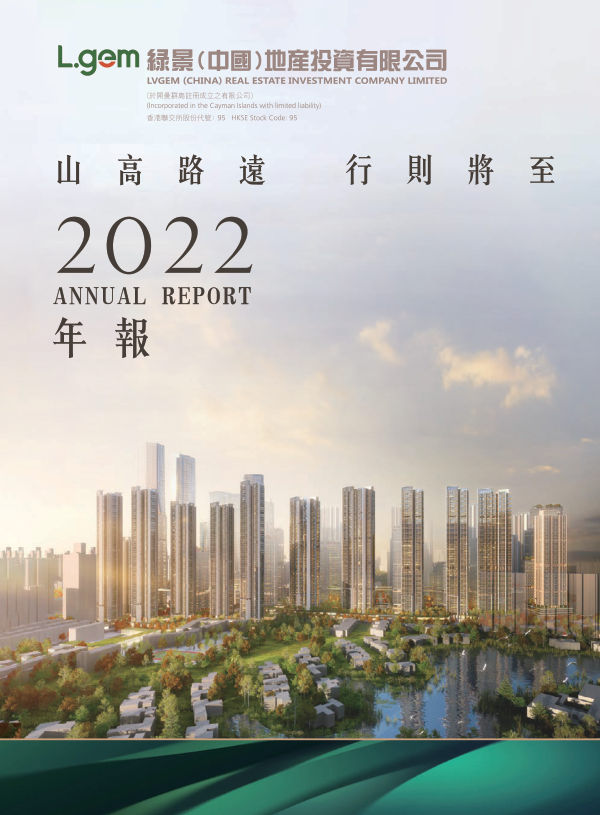 L.gem 綠景(中國)地產投資有限公司
LVGEM (CHINA) REAL ESTATE INVESTMENT COMPANY LIMITED
(於開曼群島註冊成立之有限公司)
(Incorporated in the Cayman Islands with limited liability)
香港聯交所股份代號: 95 HKSE Stock Code: 95
山高路遠 行則將至
2022
ANNUAL REPORT
年報